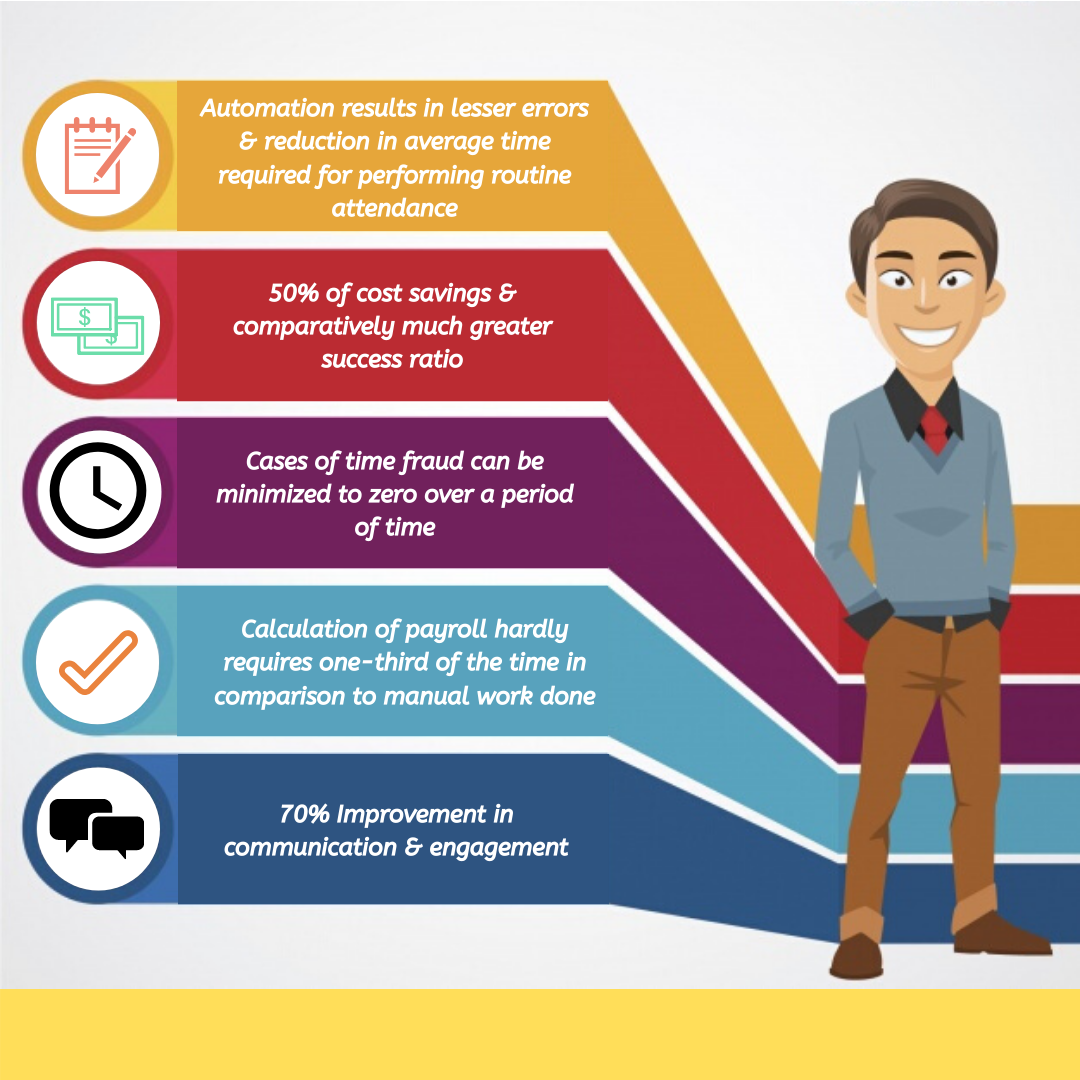 Automation results in lesser errors
& reduction in average time
required for performing routine
attendance
$
$
50% of cost savings &
comparatively much greater
success ratio
Cases of time fraud can be
minimized to zero over a period
of time
Calculation of payroll hardly
requires one-third of the time in
comparison to manual work done
70% Improvement in
communication & engagement